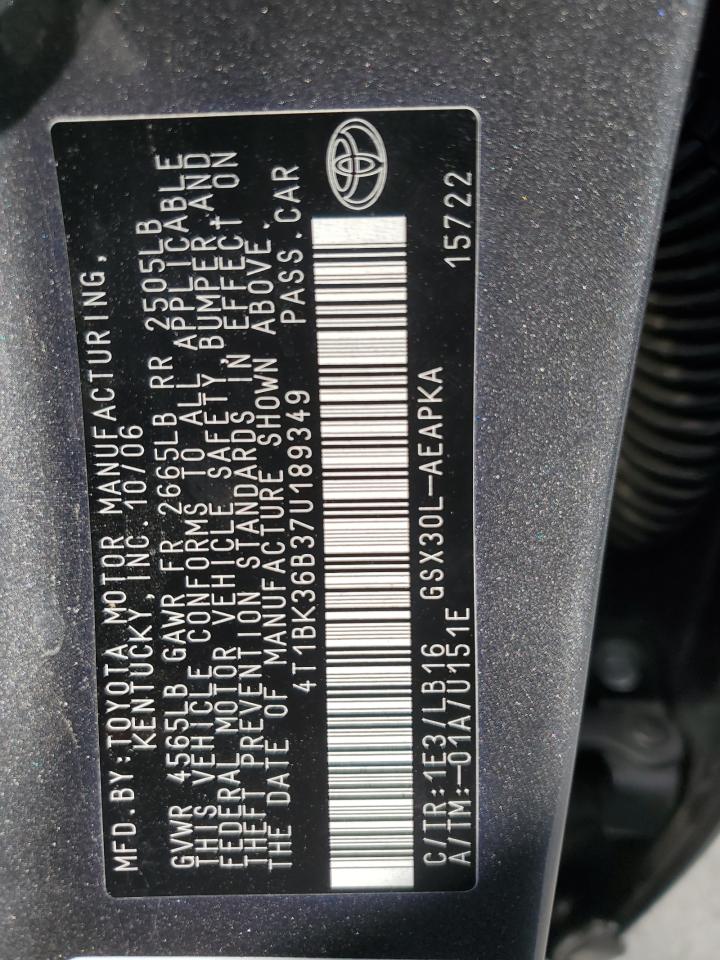 MFD.BY:TOYOTA MOTOR MANUFACTURING,
KENTUCKY,INC. 10/06
GVWR 4565LB GAWR FR 2665LB RR 2505LB
THIS VEHICLE CONFORMS TO ALL APPLICABLE
FEDERAL MOTOR VEHICLE SAFETY,BUMPER,AND
THEFT PREVENTION STANDARDS IN EFFECT ON
THE DATE OF MANUFACTURE SHOWN ABOVE.
4T1BK36B37U189349 PASS.CAR
C/TR:1E3/LB16 GSX30L-AEAPKA
A/TM:-01A/U151E 15722